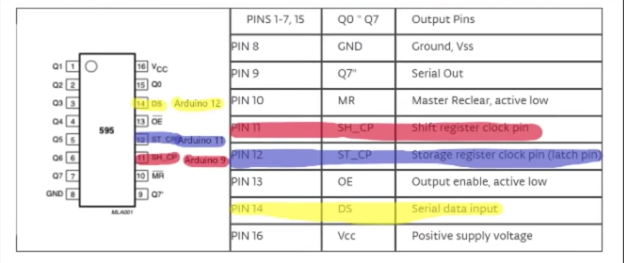 Q1 1 16 VCC
Q2 2 15 Q0
Q3 3 14 DS Arduino 12
Q4 4 13 OE
595
Q5 5 12 ST_CP Arduino 11
Q6 6 11 SH_CP Arduino 9
Q7 7 10 MR
GND 8 9 Q7'
MLA001
PINS 1-7, 15 Q0 " Q7 Output Pins
PIN 8 GND Ground, Vss
PIN 9 Q7" Serial Out
PIN 10 MR Master Reclear, active low
PIN 11 SH_CP Shift register clock pin
PIN 12 ST_CP Storage register clock pin (latch pin)
PIN 13 OE Output enable, active low
PIN 14 DS Serial data input
PIN 16 Vcc Positive supply voltage